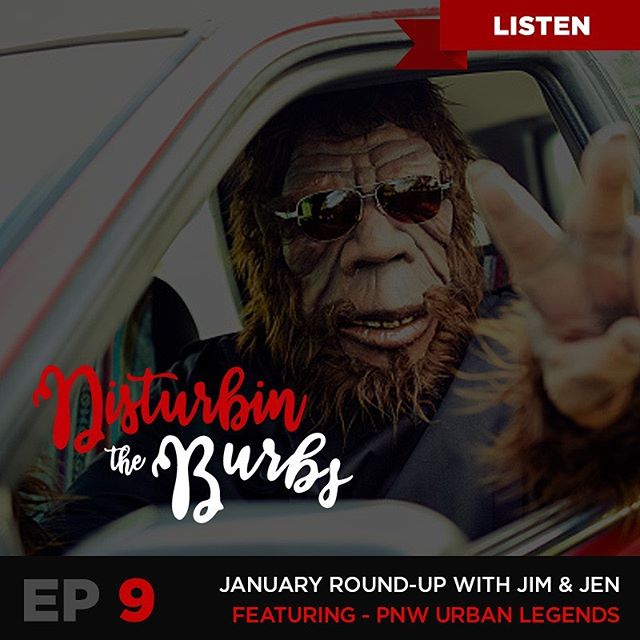 LISTEN
Disturbin
the Burbs
EP 9
JANUARY ROUND-UP WITH JIM & JEN
FEATURING - PNW URBAN LEGENDS